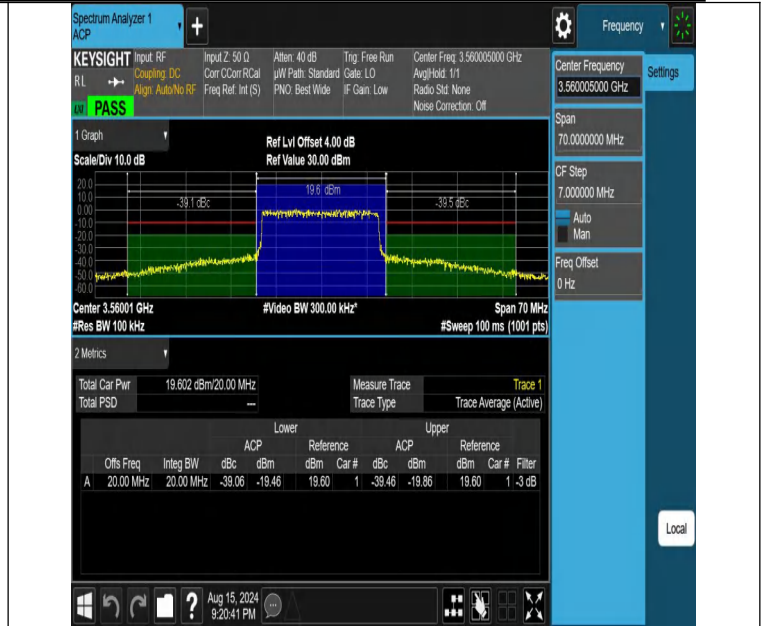 Spectrum Analyzer 1
ACP
+
Frequency
KEYSIGHT Input: RF Input Z: 50 Ω Atten: 40 dB Trig: Free Run Center Freq: 3.560005000 GHz
RL Coupling: DC Corr CCorr RCal µW Path: Standard Gate: LO Avg|Hold: 1/1
Align: Auto/No RF Freq Ref: Int (S) PNO: Best Wide IF Gain: Low Radio Std: None
PASS Noise Correction: Off
Center Frequency
3.560005000 GHz
Settings
Span
70.0000000 MHz
CF Step
7.000000 MHz
Auto
Man
Freq Offset
0 Hz
1 Graph
Ref Lvl Offset 4.00 dB
Scale/Div 10.0 dB Ref Value 30.00 dBm
20.0
10.0
0.00
-10.0
-20.0
-30.0
-40.0
-50.0
-60.0
-39.1 dBc 19.6 dBm -39.5 dBc
Center 3.56001 GHz #Video BW 300.00 kHz* Span 70 MHz
#Res BW 100 kHz #Sweep 100 ms (1001 pts)
2 Metrics
Total Car Pwr 19.602 dBm/20.00 MHz Measure Trace Trace 1
Total PSD --- Trace Type Trace Average (Active)
Lower Upper
ACP Reference ACP Reference
Offs Freq Integ BW dBc dBm dBm Car # dBc dBm dBm Car # Filter
A 20.00 MHz 20.00 MHz -39.06 -19.46 19.60 1 -39.46 -19.86 19.60 1 -3 dB
Local
?
Aug 15, 2024
9:20:41 PM